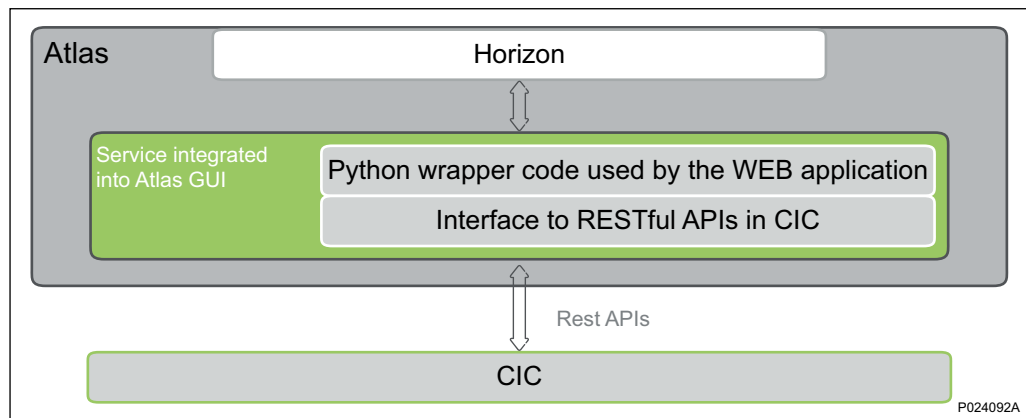 Atlas
Horizon
Service integrated
into Atlas GUI
Python wrapper code used by the WEB application
Interface to RESTful APIs in CIC
Rest APIs
CIC
P024092A